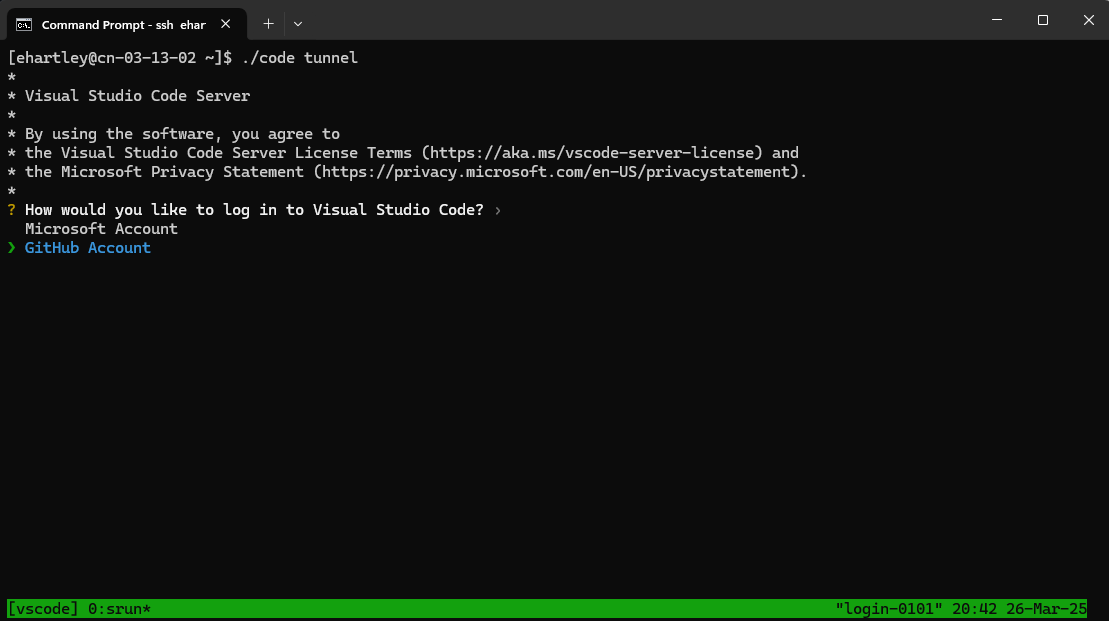 Command Prompt - ssh ehar
[ehartley@cn-03-13-02 ~]$ ./code tunnel
*
* Visual Studio Code Server
*
* By using the software, you agree to
* the Visual Studio Code Server License Terms (https://aka.ms/vscode-server-license) and
* the Microsoft Privacy Statement (https://privacy.microsoft.com/en-US/privacystatement).
*
? How would you like to log in to Visual Studio Code? ›
Microsoft Account
❯ GitHub Account
[vscode] 0:srun* "login-0101" 20:42 26-Mar-25